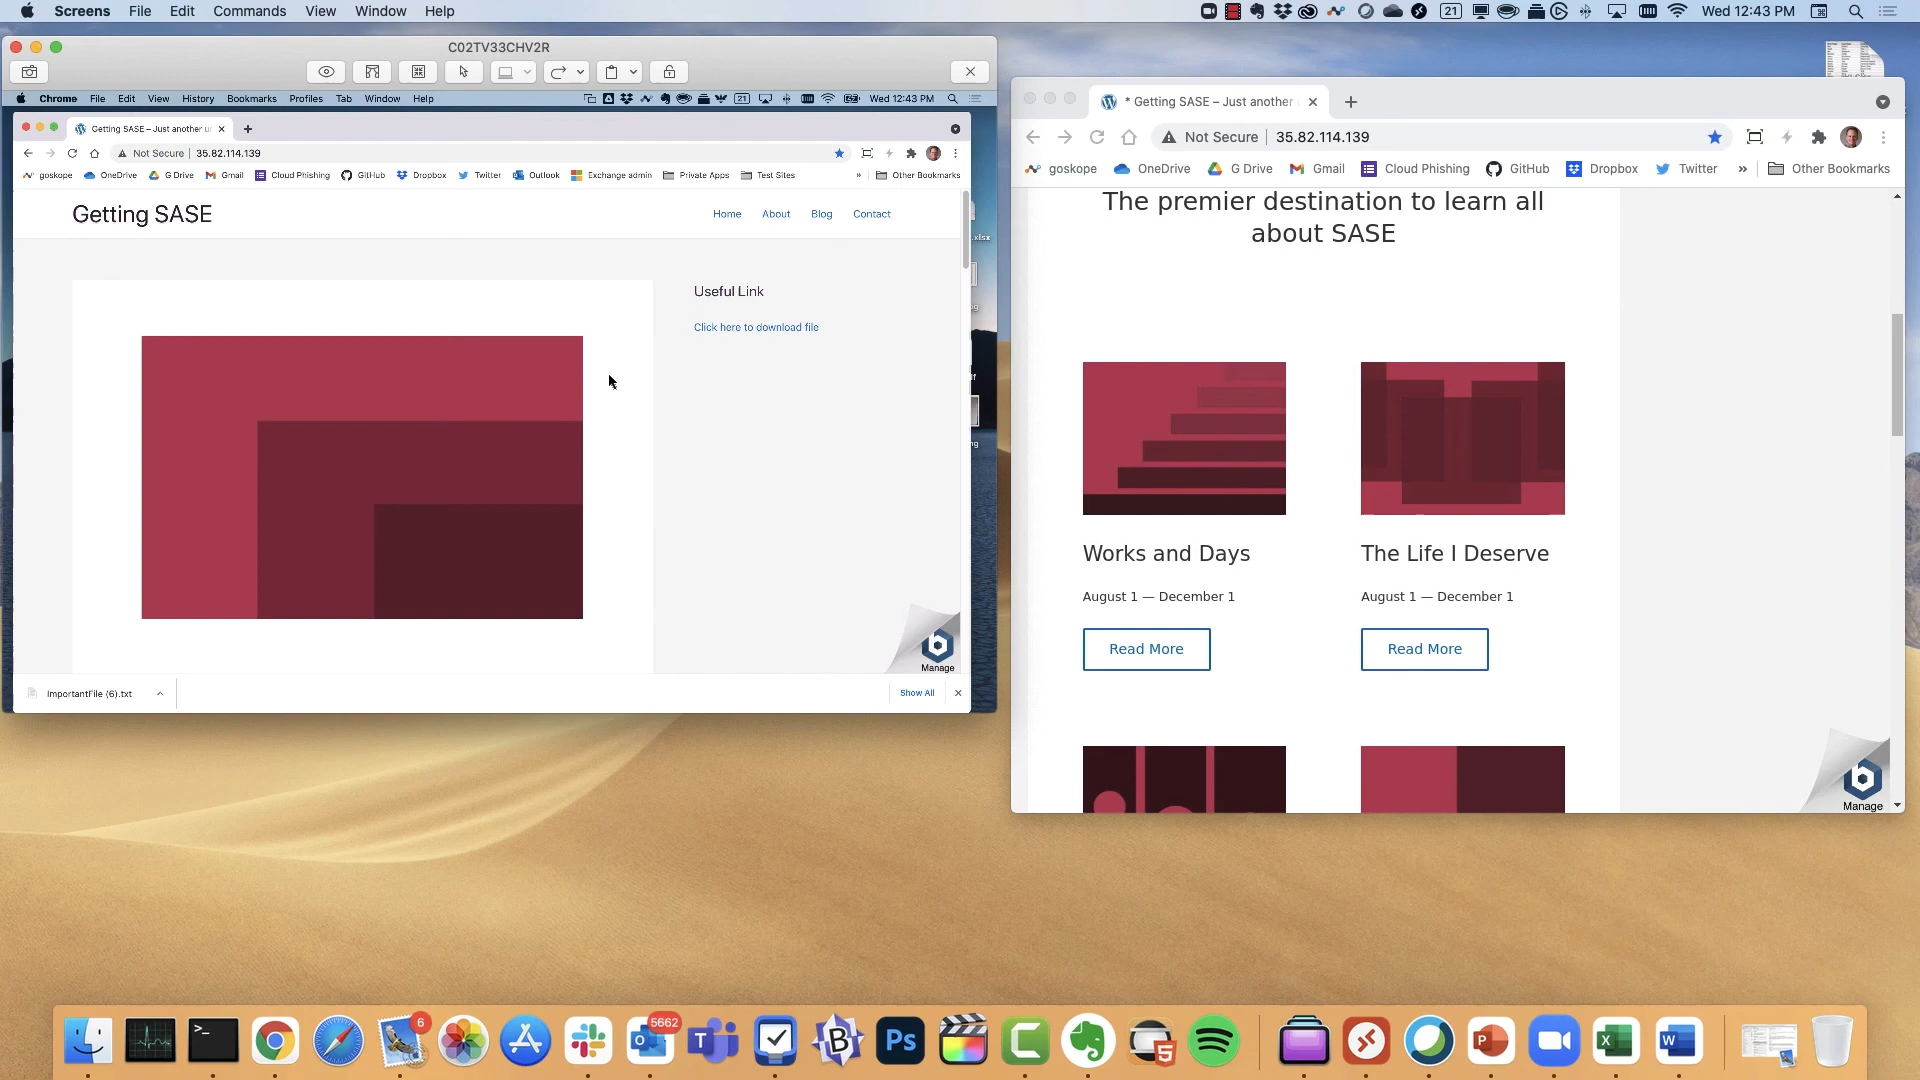 Screens File Edit Commands View Window Help
21 Wed 12:43 PM
C02TV33CHV2R
Chrome File Edit View History Bookmarks Profiles Tab Window Help
21 Wed 12:43 PM
Getting SASE – Just another
Not Secure 35.82.114.139
goskope OneDrive G Drive Gmail Cloud Phishing GitHub Dropbox Twitter Outlook Exchange admin Private Apps Test Sites » Other Bookmarks
Getting SASE
Home About Blog Contact
.xlsx
Useful Link
Click here to download file
Manage
ImportantFile (6).txt
Show All
* Getting SASE – Just another
Not Secure 35.82.114.139
goskope OneDrive G Drive Gmail Cloud Phishing GitHub Dropbox Twitter » Other Bookmarks
The premier destination to learn all
about SASE
Works and Days
August 1 — December 1
Read More
The Life I Deserve
August 1 — December 1
Read More
Manage
6
5662